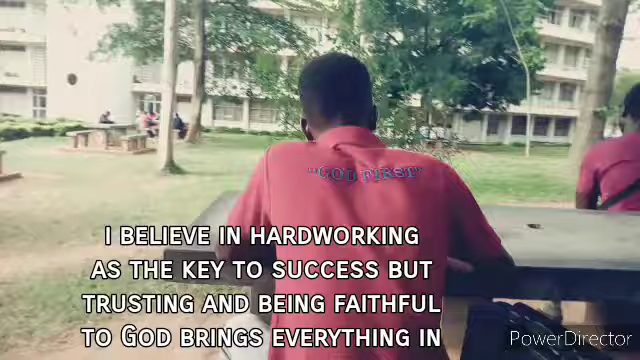 "GOD FIRST"
I BELIEVE IN HARDWORKING
AS THE KEY TO SUCCESS BUT
TRUSTING AND BEING FAITHFUL
TO GOD BRINGS EVERYTHING IN
PowerDirector